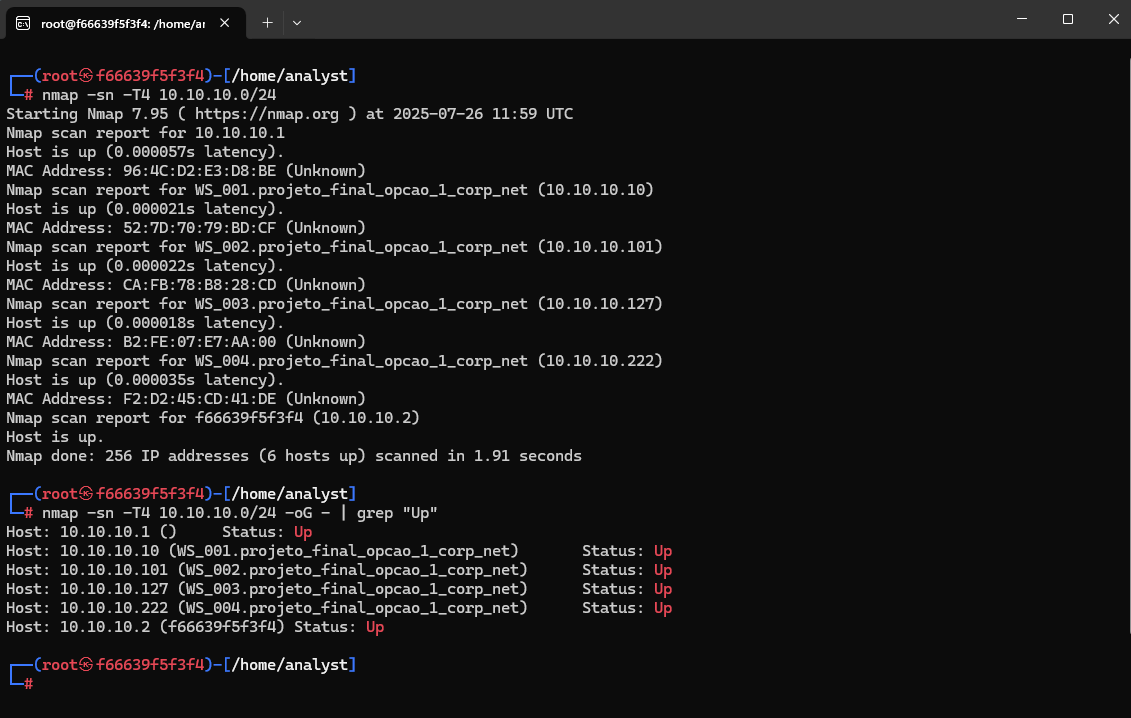 root@f66639f5f3f4: /home/ar
┌──(root㉿f66639f5f3f4)-[/home/analyst]
└─# nmap -sn -T4 10.10.10.0/24
Starting Nmap 7.95 ( https://nmap.org ) at 2025-07-26 11:59 UTC
Nmap scan report for 10.10.10.1
Host is up (0.000057s latency).
MAC Address: 96:4C:D2:E3:D8:BE (Unknown)
Nmap scan report for WS_001.projeto_final_opcao_1_corp_net (10.10.10.10)
Host is up (0.000021s latency).
MAC Address: 52:7D:70:79:BD:CF (Unknown)
Nmap scan report for WS_002.projeto_final_opcao_1_corp_net (10.10.10.101)
Host is up (0.000022s latency).
MAC Address: CA:FB:78:B8:28:CD (Unknown)
Nmap scan report for WS_003.projeto_final_opcao_1_corp_net (10.10.10.127)
Host is up (0.000018s latency).
MAC Address: B2:FE:07:E7:AA:00 (Unknown)
Nmap scan report for WS_004.projeto_final_opcao_1_corp_net (10.10.10.222)
Host is up (0.000035s latency).
MAC Address: F2:D2:45:CD:41:DE (Unknown)
Nmap scan report for f66639f5f3f4 (10.10.10.2)
Host is up.
Nmap done: 256 IP addresses (6 hosts up) scanned in 1.91 seconds
┌──(root㉿f66639f5f3f4)-[/home/analyst]
└─# nmap -sn -T4 10.10.10.0/24 -oG - | grep "Up"
Host: 10.10.10.1 ()     Status: Up
Host: 10.10.10.10 (WS_001.projeto_final_opcao_1_corp_net)       Status: Up
Host: 10.10.10.101 (WS_002.projeto_final_opcao_1_corp_net)      Status: Up
Host: 10.10.10.127 (WS_003.projeto_final_opcao_1_corp_net)      Status: Up
Host: 10.10.10.222 (WS_004.projeto_final_opcao_1_corp_net)      Status: Up
Host: 10.10.10.2 (f66639f5f3f4) Status: Up
┌──(root㉿f66639f5f3f4)-[/home/analyst]
└─#